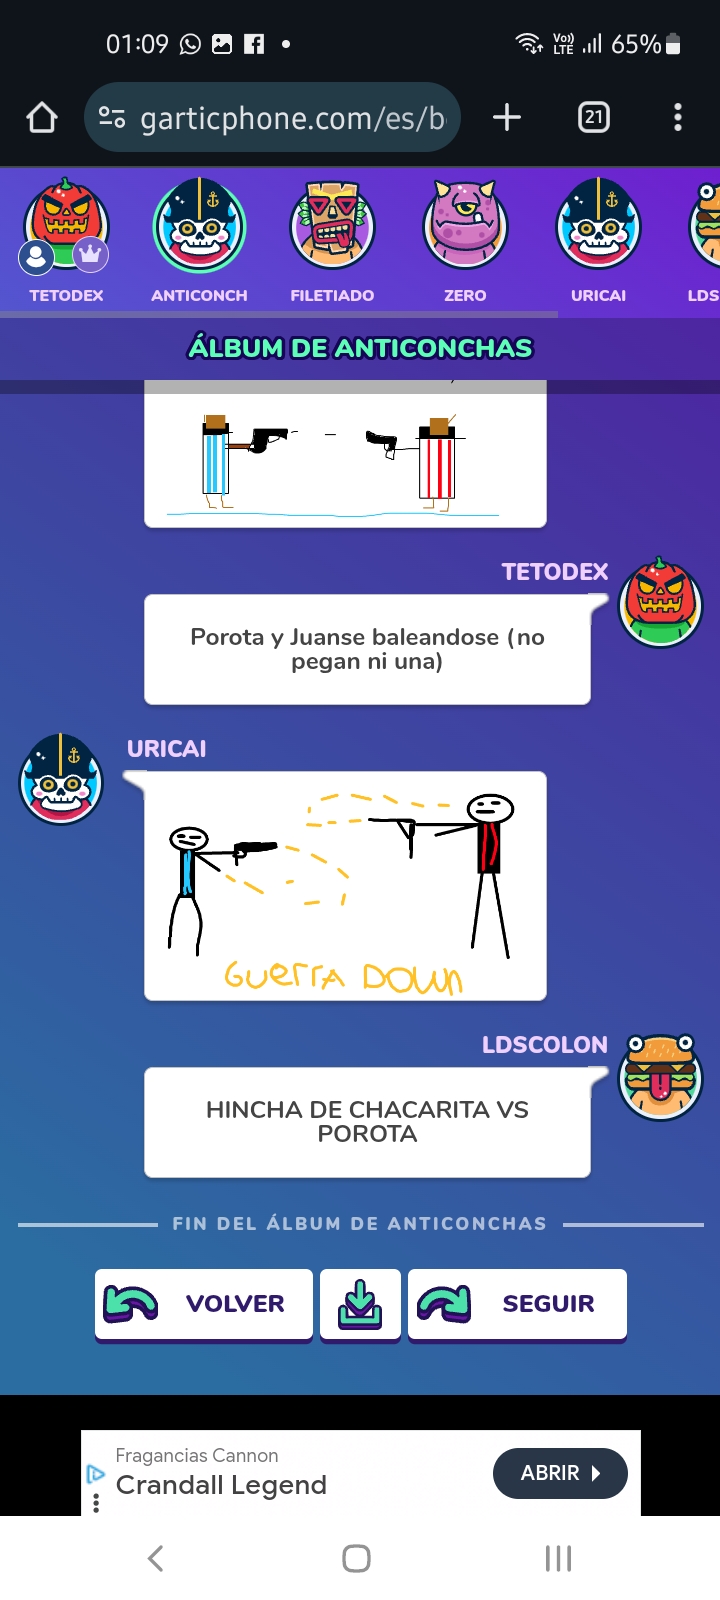 01:09
Vo))
LTE
65%
garticphone.com/es/b
21
TETODEX
ANTICONCH
FILETIADO
ZERO
URICAI
LDS
ÁLBUM DE ANTICONCHAS
TETODEX
Porota y Juanse baleandose (no
pegan ni una)
URICAI
GUerrA DOWn
LDSCOLON
HINCHA DE CHACARITA VS
POROTA
FIN DEL ÁLBUM DE ANTICONCHAS
VOLVER
SEGUIR
Fragancias Cannon
Crandall Legend
ABRIR